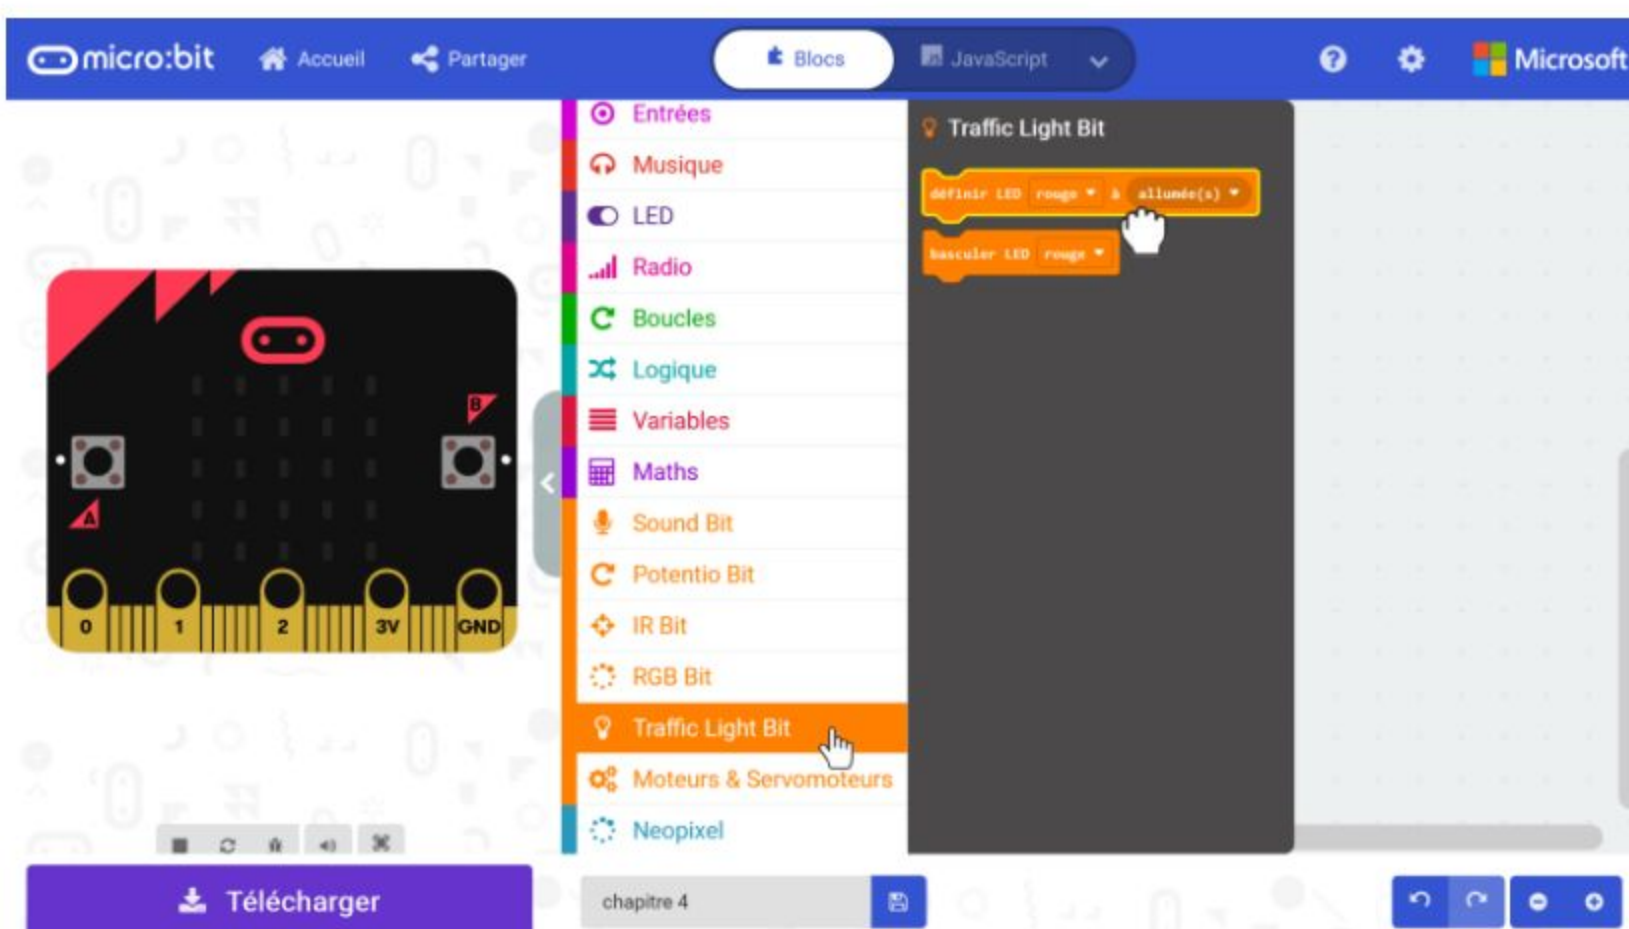 micro:bit Accueil Partager Blocs JavaScript Microsoft
Entrées
Musique
LED
Radio
Boucles
Logique
Variables
Maths
Sound Bit
Potentio Bit
IR Bit
RGB Bit
Traffic Light Bit
Moteurs & Servomoteurs
Neopixel
Traffic Light Bit
définir LED rouge à allumée(s)
basculer LED rouge
B
A
0 1 2 3V GND
Télécharger
chapitre 4